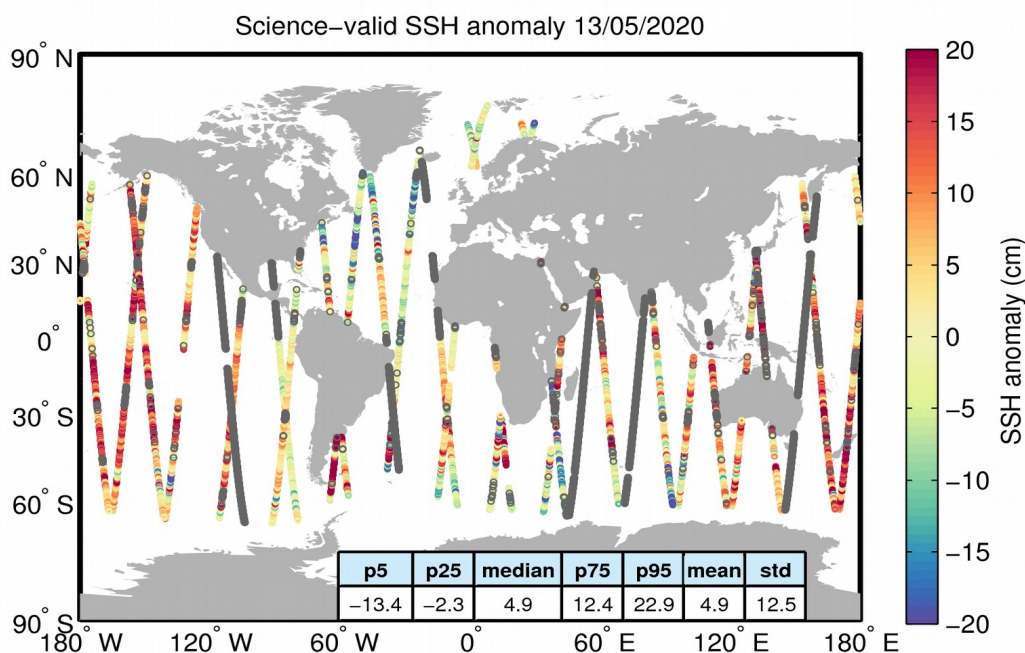 Science−valid SSH anomaly 13/05/2020
90° N
60° N
30° N
0°
30° S
60° S
90° S
180° W
120° W
60° W
0°
60° E
120° E
180° E
p5 p25 median p75 p95 mean std
−13.4 −2.3 4.9 12.4 22.9 4.9 12.5
20
15
10
5
0
−5
−10
−15
−20
SSH anomaly (cm)